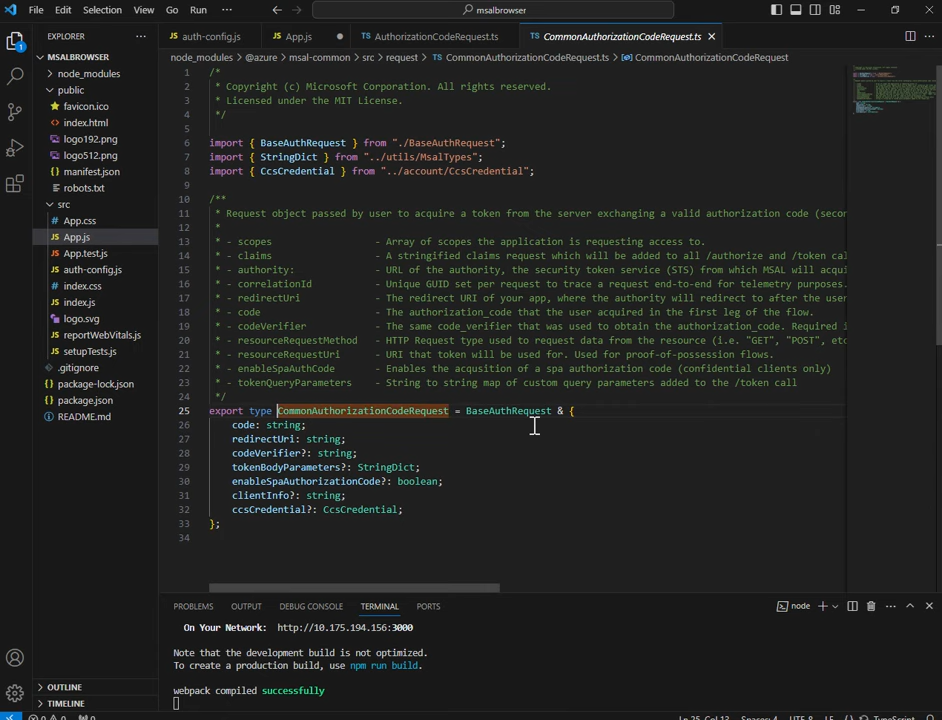 File Edit Selection View Go Run ··· msalbrowser
EXPLORER ···
MSALBROWSER
node_modules
public
favicon.ico
index.html
logo192.png
logo512.png
manifest.json
robots.txt
src
App.css
App.js
App.test.js
auth-config.js
index.css
index.js
logo.svg
reportWebVitals.js
setupTests.js
.gitignore
package-lock.json
package.json
README.md
OUTLINE
TIMELINE
auth-config.js App.js AuthorizationCodeRequest.ts CommonAuthorizationCodeRequest.ts
node_modules > @azure > msal-common > src > request > CommonAuthorizationCodeRequest.ts > CommonAuthorizationCodeRequest
1 /*
2 * Copyright (c) Microsoft Corporation. All rights reserved.
3 * Licensed under the MIT License.
4 */
5
6 import { BaseAuthRequest } from "./BaseAuthRequest";
7 import { StringDict } from "../utils/MsalTypes";
8 import { CcsCredential } from "../account/CcsCredential";
9
10 /**
11 * Request object passed by user to acquire a token from the server exchanging a valid authorization code (secon
12 *
13 * - scopes - Array of scopes the application is requesting access to.
14 * - claims - A stringified claims request which will be added to all /authorize and /token cal
15 * - authority: - URL of the authority, the security token service (STS) from which MSAL will acqui
16 * - correlationId - Unique GUID set per request to trace a request end-to-end for telemetry purposes.
17 * - redirectUri - The redirect URI of your app, where the authority will redirect to after the user
18 * - code - The authorization_code that the user acquired in the first leg of the flow.
19 * - codeVerifier - The same code_verifier that was used to obtain the authorization_code. Required i
20 * - resourceRequestMethod - HTTP Request type used to request data from the resource (i.e. "GET", "POST", etc
21 * - resourceRequestUri - URI that token will be used for. Used for proof-of-possession flows.
22 * - enableSpaAuthCode - Enables the acqusition of a spa authorization code (confidential clients only)
23 * - tokenQueryParameters - String to string map of custom query parameters added to the /token call
24 */
25 export type CommonAuthorizationCodeRequest = BaseAuthRequest & {
26 code: string;
27 redirectUri: string;
28 codeVerifier?: string;
29 tokenBodyParameters?: StringDict;
30 enableSpaAuthorizationCode?: boolean;
31 clientInfo?: string;
32 ccsCredential?: CcsCredential;
33 };
34
PROBLEMS OUTPUT DEBUG CONSOLE TERMINAL PORTS node
On Your Network: http://10.175.194.156:3000
Note that the development build is not optimized.
To create a production build, use npm run build.
webpack compiled successfully
0 0 0 Ln 25, Col 13 Spaces: 4 UTF-8 LF TypeScript